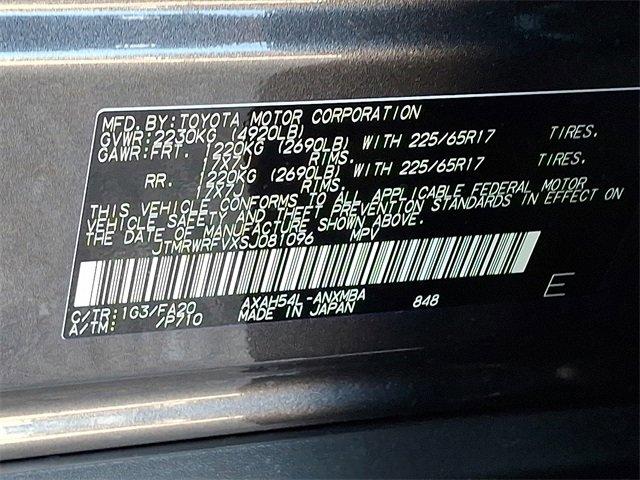 MFD. BY: TOYOTA MOTOR CORPORATION
GVWR: 2230KG (4920LB)
GAWR: FRT. 1220KG (2690LB) WITH 225/65R17 TIRES.
17X7J RIMS.
RR. 1220KG (2690LB) WITH 225/65R17 TIRES.
17X7J RIMS.
THIS VEHICLE CONFORMS TO ALL APPLICABLE FEDERAL MOTOR
VEHICLE SAFETY AND THEFT PREVENTION STANDARDS IN EFFECT ON
THE DATE OF MANUFACTURE SHOWN ABOVE.
JTMRWRFVXSJ081096 MPV
C/TR: 1G3/FA20 AXAH54L-ANXMBA 848 E
A/TM: /P710 MADE IN JAPAN